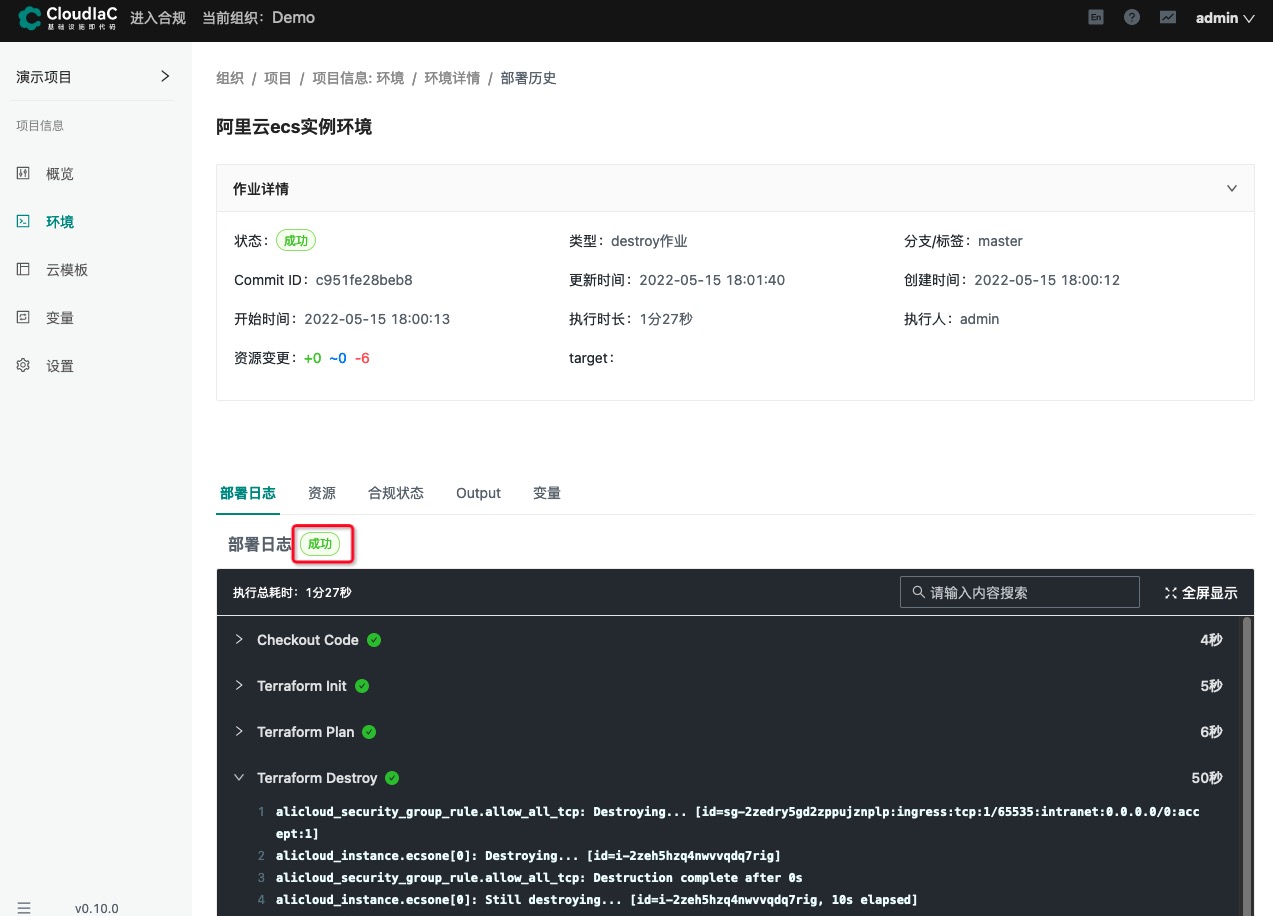 CloudIaC
基础设施即代码
进入合规 当前组织：Demo
En
?
admin
演示项目
项目信息
概览
环境
云模板
变量
设置
v0.10.0
组织 / 项目 / 项目信息: 环境 / 环境详情 / 部署历史
阿里云ecs实例环境
作业详情
状态： 成功 类型：destroy作业 分支/标签：master
Commit ID：c951fe28beb8 更新时间：2022-05-15 18:01:40 创建时间：2022-05-15 18:00:12
开始时间：2022-05-15 18:00:13 执行时长：1分27秒 执行人：admin
资源变更：+0 ~0 -6 target：
部署日志 资源 合规状态 Output 变量
部署日志 成功
执行总耗时：1分27秒 请输入内容搜索 全屏显示
Checkout Code 4秒
Terraform Init 5秒
Terraform Plan 6秒
Terraform Destroy 50秒
1 alicloud_security_group_rule.allow_all_tcp: Destroying... [id=sg-2zedry5gd2zppujznplp:ingress:tcp:1/65535:intranet:0.0.0.0/0:acc
ept:1]
2 alicloud_instance.ecsone[0]: Destroying... [id=i-2zeh5hzq4nwvvqdq7rig]
3 alicloud_security_group_rule.allow_all_tcp: Destruction complete after 0s
4 alicloud_instance.ecsone[0]: Still destroying... [id=i-2zeh5hzq4nwvvqdq7rig, 10s elapsed]